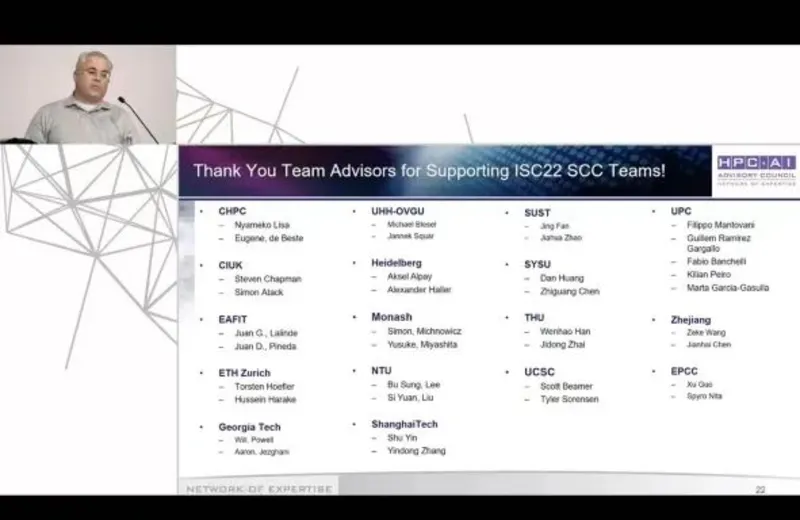 Thank You Team Advisors for Supporting ISC22 SCC Teams!
HPC-AI
ADVISORY COUNCIL
NETWORK OF EXPERTISE
• CHPC
– Nyameko Lisa
– Eugene, de Beste
• CIUK
– Steven Chapman
– Simon Atack
• EAFIT
– Juan G., Lalinde
– Juan D., Pineda
• ETH Zurich
– Torsten Hoefler
– Hussein Harake
• Georgia Tech
– Will, Powell
– Aaron, Jezghani
• UHH-OVGU
– Michael Blesel
– Jannek Squar
• Heidelberg
– Aksel Alpay
– Alexander Haller
• Monash
– Simon, Michnowicz
– Yusuke, Miyashita
• NTU
– Bu Sung, Lee
– Si Yuan, Liu
• ShanghaiTech
– Shu Yin
– Yindong Zhang
• SUST
– Jing Fan
– Jiahua Zhao
• SYSU
– Dan Huang
– Zhiguang Chen
• THU
– Wenhao Han
– Jidong Zhai
• UCSC
– Scott Beamer
– Tyler Sorensen
• UPC
– Filippo Mantovani
– Guillem Ramirez
Gargallo
– Fabio Banchelli
– Kilian Peiro
– Marta Garcia-Gasulla
• Zhejiang
– Zeke Wang
– Jianhai Chen
• EPCC
– Xu Guo
– Spyro Nita
NETWORK OF EXPERTISE
22